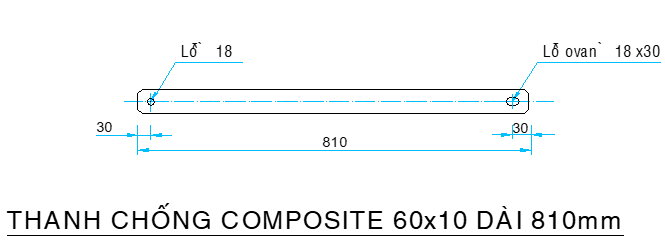 Lỗ 18
Lỗ ovan 18 x30
30
30
810
THANH CHỐNG COMPOSITE 60x10 DÀI 810mm